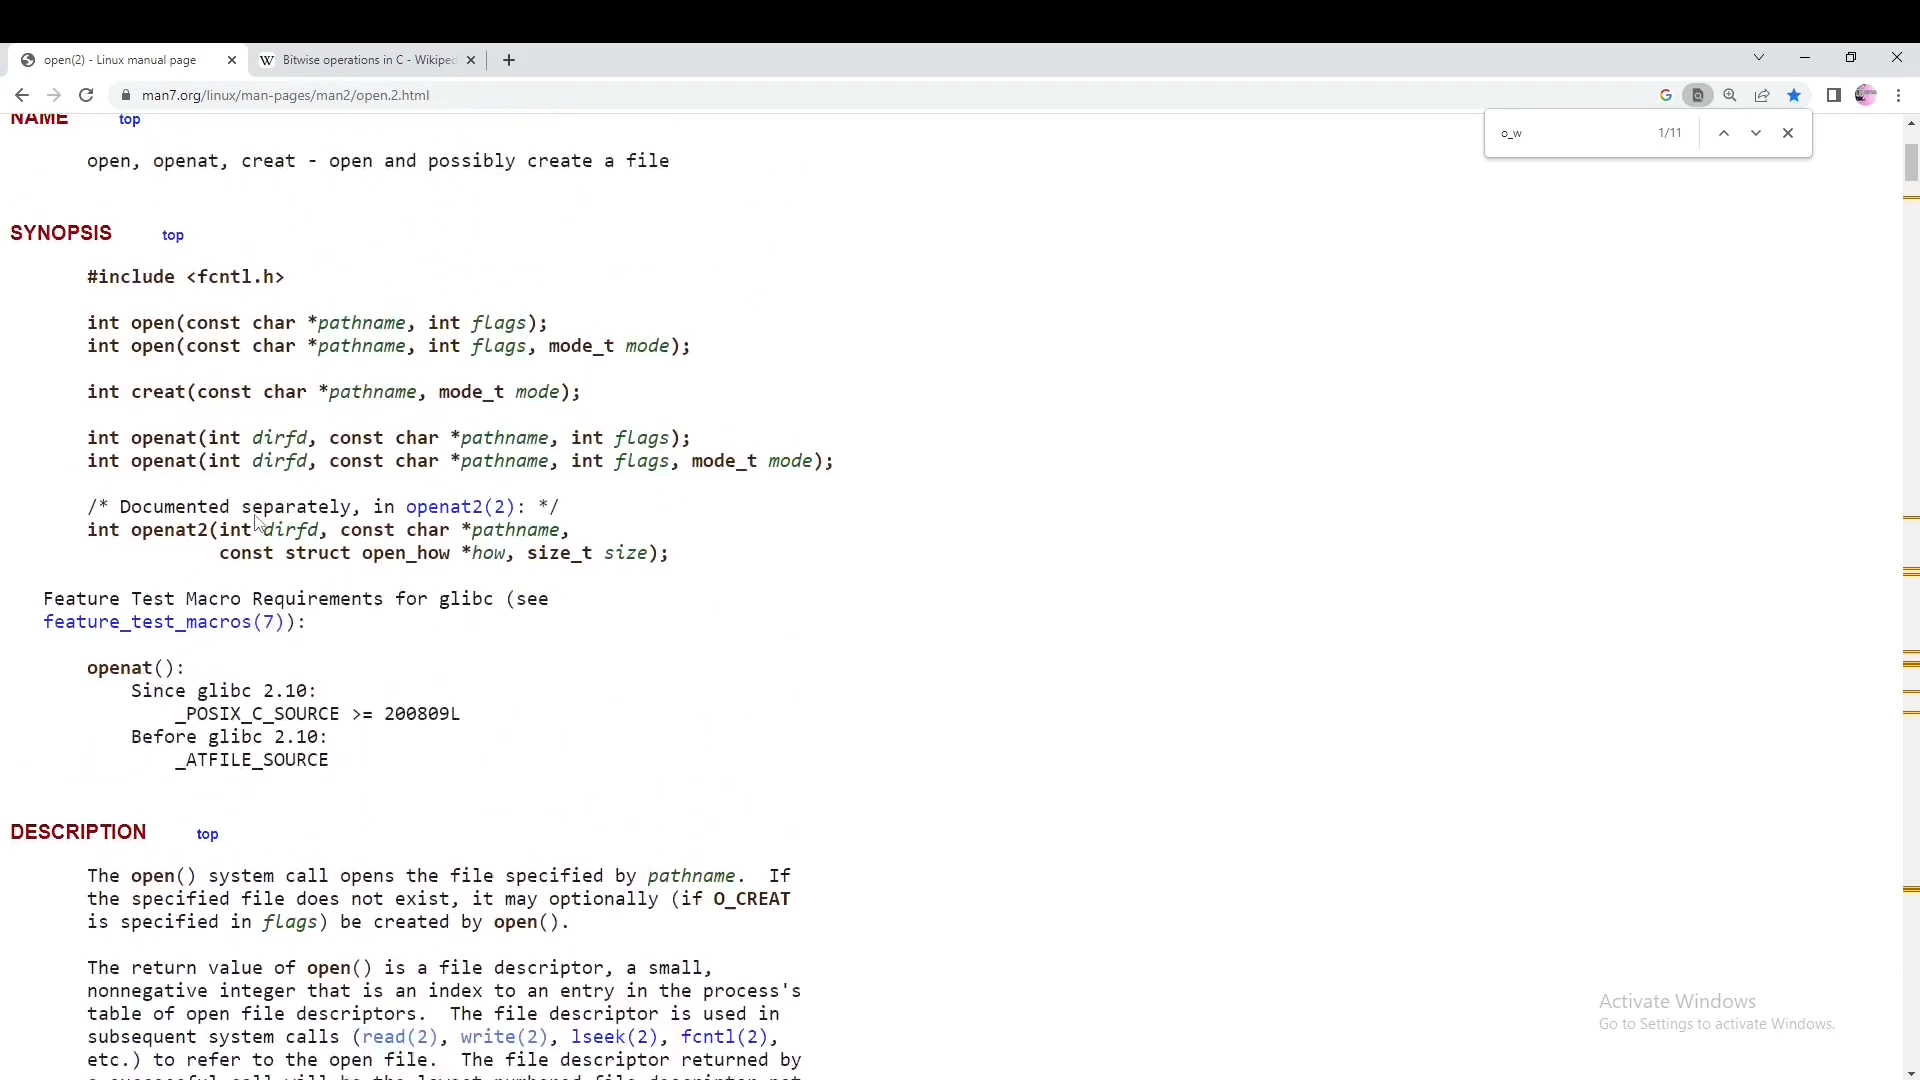 open(2) - Linux manual page
Bitwise operations in C - Wikiped
man7.org/linux/man-pages/man2/open.2.html
o_w 1/11
NAME top
open, openat, creat - open and possibly create a file
SYNOPSIS top
#include <fcntl.h>
int open(const char *pathname, int flags);
int open(const char *pathname, int flags, mode_t mode);
int creat(const char *pathname, mode_t mode);
int openat(int dirfd, const char *pathname, int flags);
int openat(int dirfd, const char *pathname, int flags, mode_t mode);
/* Documented separately, in openat2(2): */
int openat2(int dirfd, const char *pathname,
const struct open_how *how, size_t size);
Feature Test Macro Requirements for glibc (see
feature_test_macros(7)):
openat():
Since glibc 2.10:
_POSIX_C_SOURCE >= 200809L
Before glibc 2.10:
_ATFILE_SOURCE
DESCRIPTION top
The open() system call opens the file specified by pathname. If
the specified file does not exist, it may optionally (if O_CREAT
is specified in flags) be created by open().
The return value of open() is a file descriptor, a small,
nonnegative integer that is an index to an entry in the process's
table of open file descriptors. The file descriptor is used in
subsequent system calls (read(2), write(2), lseek(2), fcntl(2),
etc.) to refer to the open file. The file descriptor returned by
a successful call will be the lowest-numbered file descriptor not
Activate Windows
Go to Settings to activate Windows.